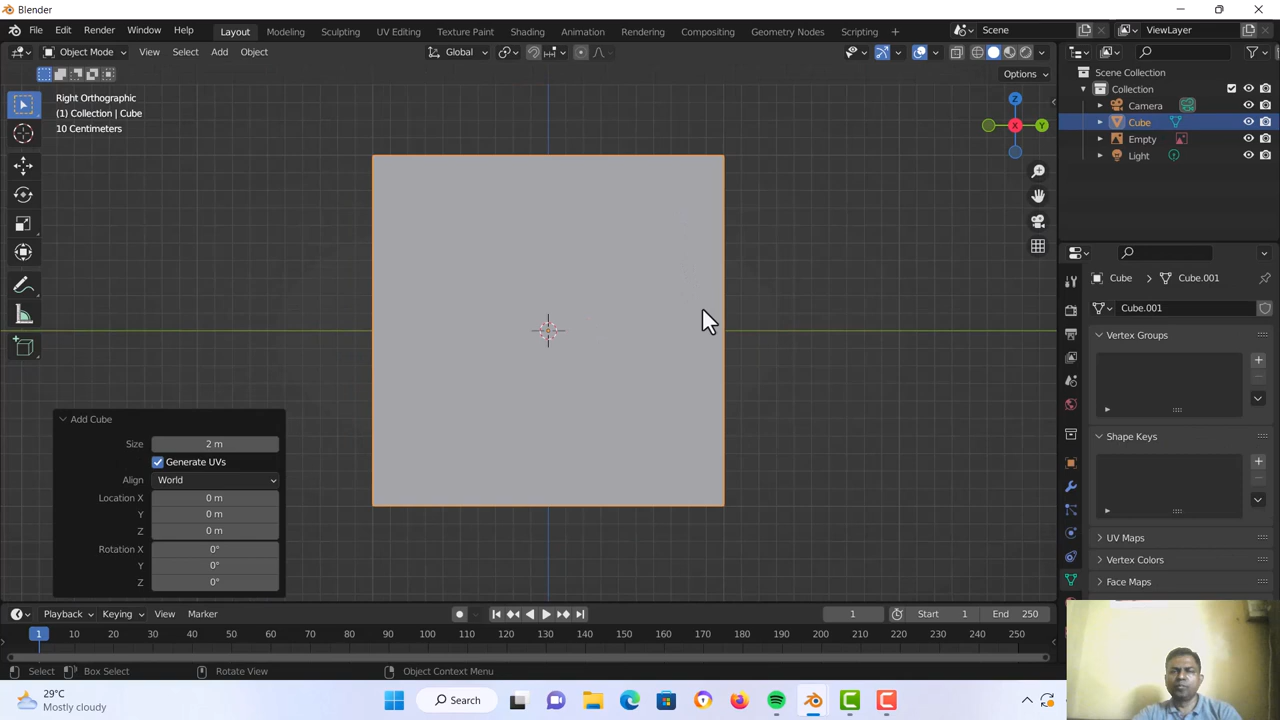 Blender
File Edit Render Window Help Layout Modeling Sculpting UV Editing Texture Paint Shading Animation Rendering Compositing Geometry Nodes Scripting Scene ViewLayer
Object Mode View Select Add Object Global
Options
Right Orthographic
(1) Collection | Cube
10 Centimeters
Z
X
Y
Scene Collection
Collection
Camera
Cube
Empty
Light
Cube Cube.001
Cube.001
Vertex Groups
Shape Keys
UV Maps
Vertex Colors
Face Maps
Add Cube
Size 2 m
Generate UVs
Align World
Location X 0 m
Y 0 m
Z 0 m
Rotation X 0°
Y 0°
Z 0°
Playback Keying View Marker 1 Start 1 End 250
1 10 20 30 40 50 60 70 80 90 100 110 120 130 140 150 160 170 180 190 200 210 220 230 240 250
Select Box Select Rotate View Object Context Menu
29°C
Mostly cloudy
Search